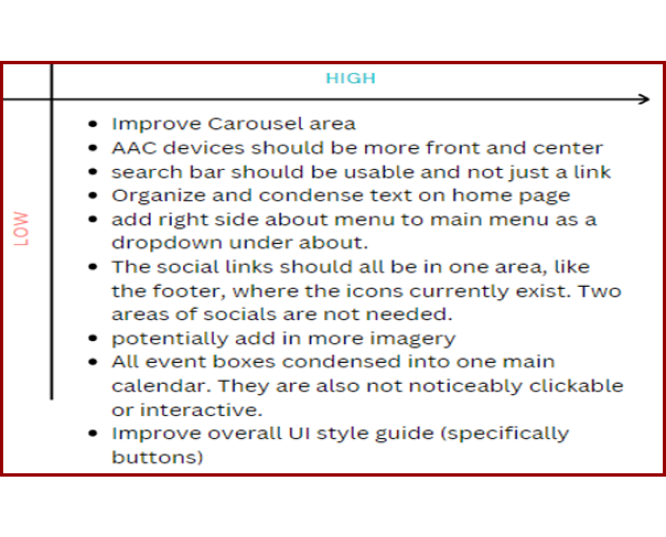 HIGH
LOW
• Improve Carousel area
• AAC devices should be more front and center
• search bar should be usable and not just a link
• Organize and condense text on home page
• add right side about menu to main menu as a
dropdown under about.
• The social links should all be in one area, like
the footer, where the icons currently exist. Two
areas of socials are not needed.
• potentially add in more imagery
• All event boxes condensed into one main
calendar. They are also not noticeably clickable
or interactive.
• Improve overall UI style guide (specifically
buttons)